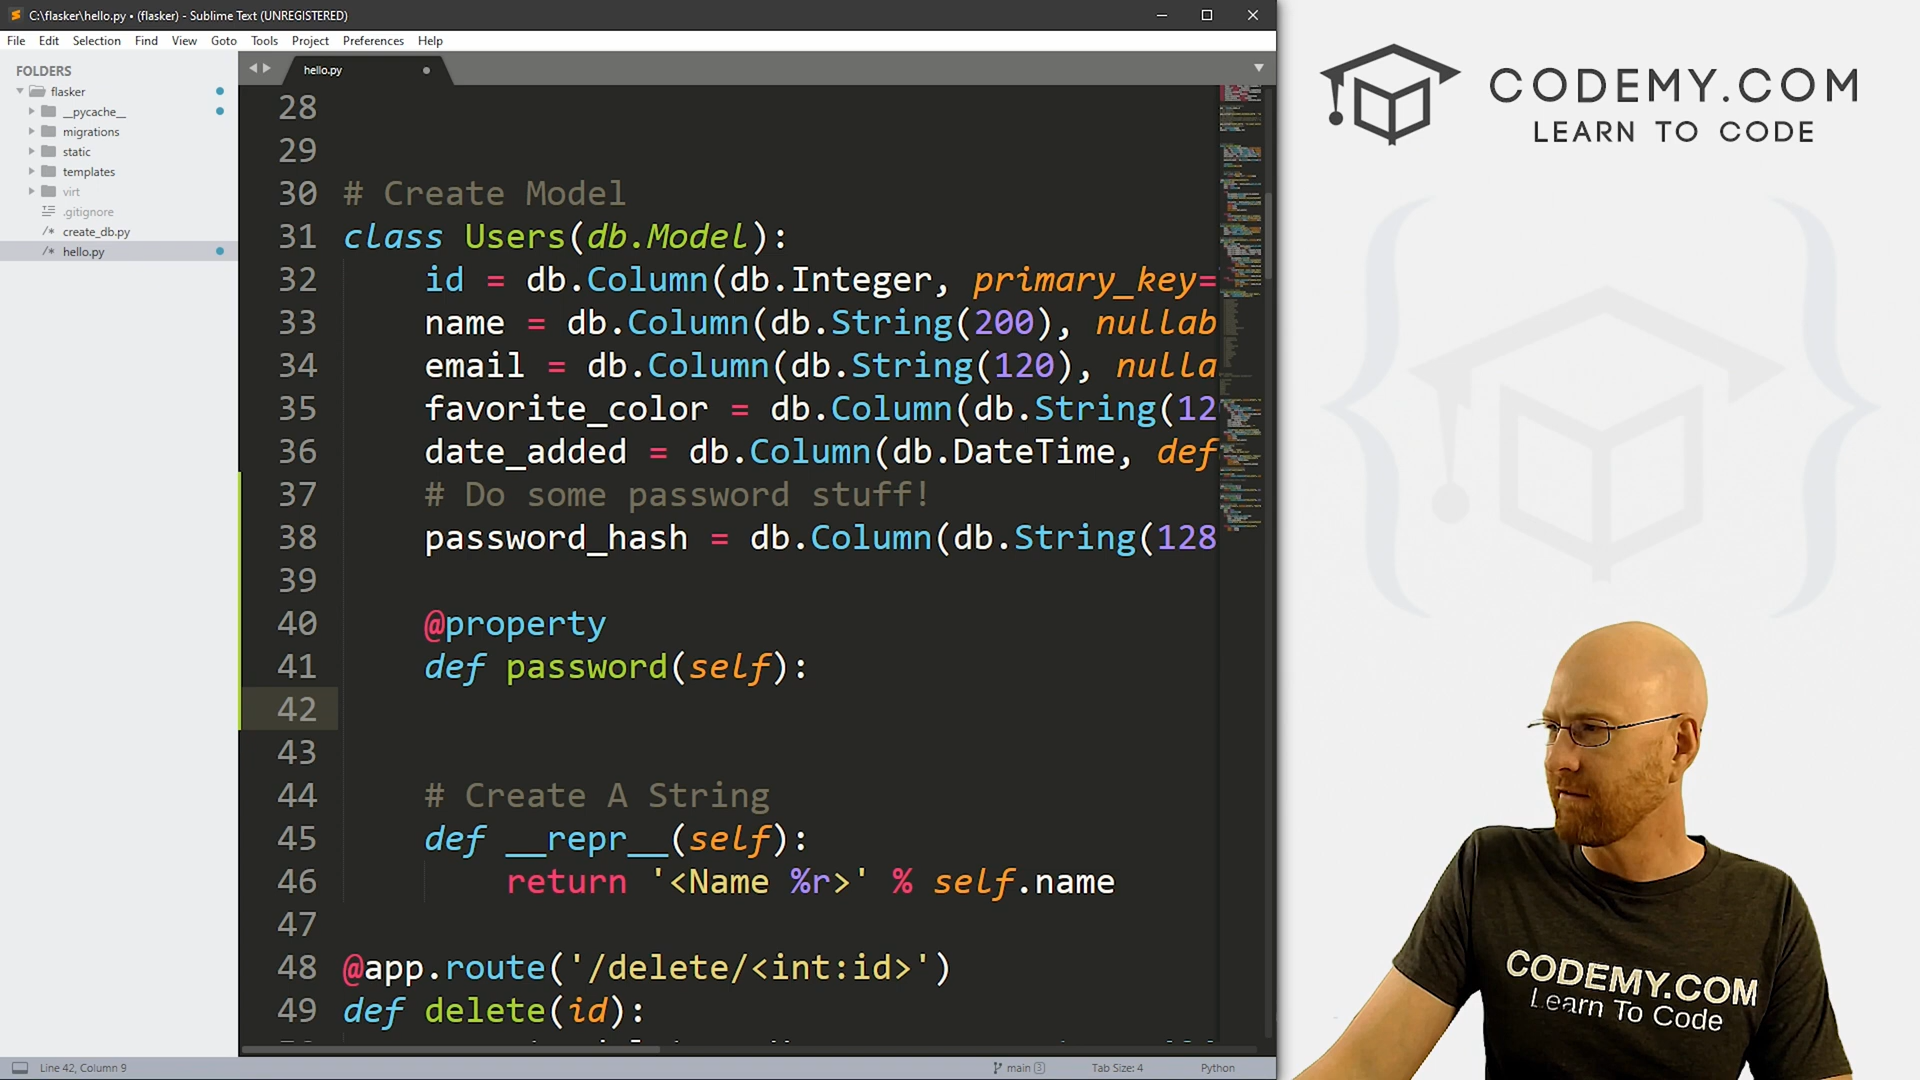 C:\flasker\hello.py • (flasker) - Sublime Text (UNREGISTERED)
File Edit Selection Find View Goto Tools Project Preferences Help
FOLDERS
flasker
__pycache__
migrations
static
templates
virt
.gitignore
create_db.py
hello.py
hello.py
28
29
30 # Create Model
31 class Users(db.Model):
32 id = db.Column(db.Integer, primary_key=
33 name = db.Column(db.String(200), nullab
34 email = db.Column(db.String(120), nulla
35 favorite_color = db.Column(db.String(12
36 date_added = db.Column(db.DateTime, def
37 # Do some password stuff!
38 password_hash = db.Column(db.String(128
39
40 @property
41 def password(self):
42
43
44 # Create A String
45 def __repr__(self):
46 return '<Name %r>' % self.name
47
48 @app.route('/delete/<int:id>')
49 def delete(id):
Line 42, Column 9
main 3
Tab Size: 4
Python
CODEMY.COM
LEARN TO CODE
CODEMY.COM
Learn To Code